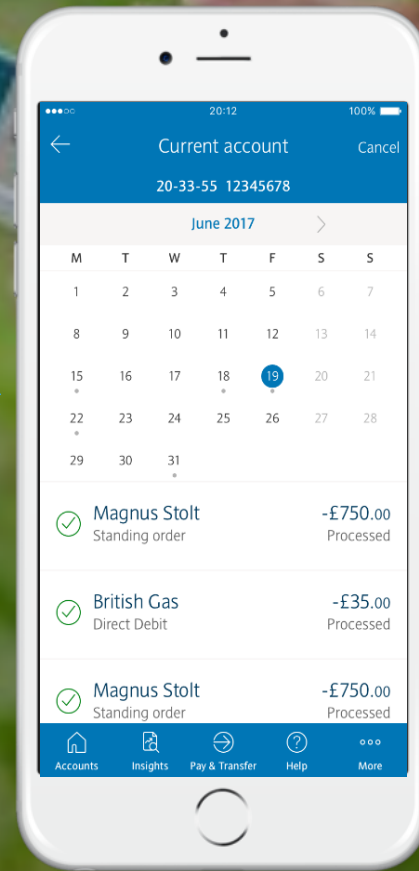 20:12 100%
Current account Cancel
20-33-55 12345678
June 2017
M T W T F S S
1 2 3 4 5 6 7
8 9 10 11 12 13 14
15 16 17 18 19 20 21
22 23 24 25 26 27 28
29 30 31
Magnus Stolt -£750.00
Standing order Processed
British Gas -£35.00
Direct Debit Processed
Magnus Stolt -£750.00
Standing order Processed
Accounts Insights Pay & Transfer Help More